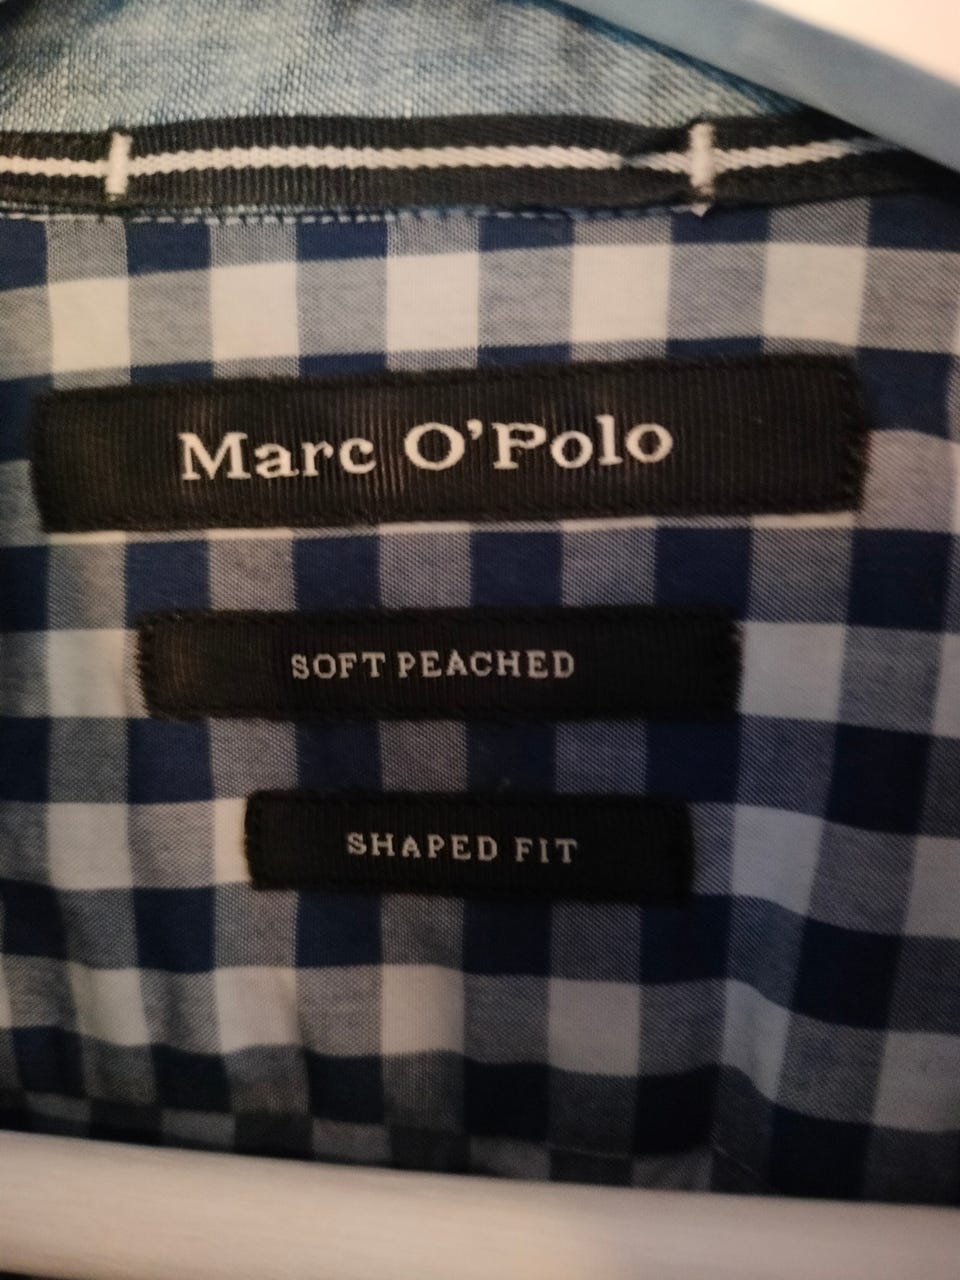 Marc O'Polo
SOFT PEACHED
SHAPED FIT